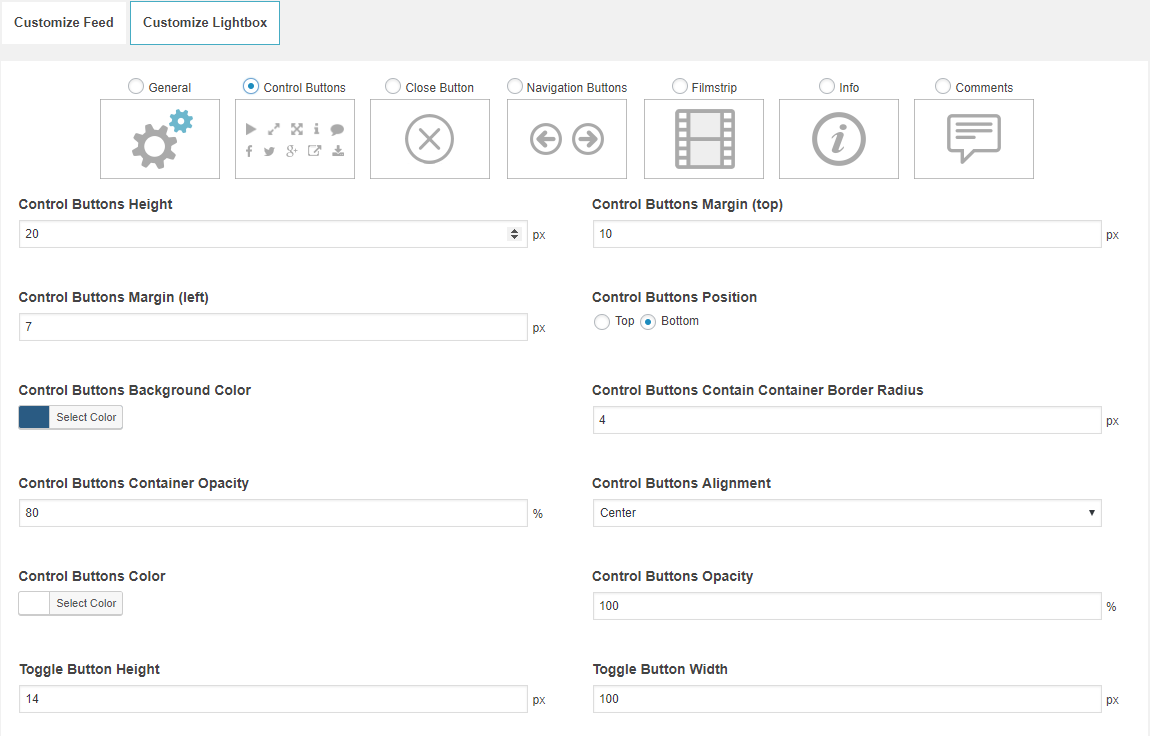 Customize Feed Customize Lightbox
General Control Buttons Close Button Navigation Buttons Filmstrip Info Comments
Control Buttons Height Control Buttons Margin (top)
20 px 10 px
Control Buttons Margin (left) Control Buttons Position
7 px Top Bottom
Control Buttons Background Color Control Buttons Contain Container Border Radius
Select Color 4 px
Control Buttons Container Opacity Control Buttons Alignment
80 % Center
Control Buttons Color Control Buttons Opacity
Select Color 100 %
Toggle Button Height Toggle Button Width
14 px 100 px